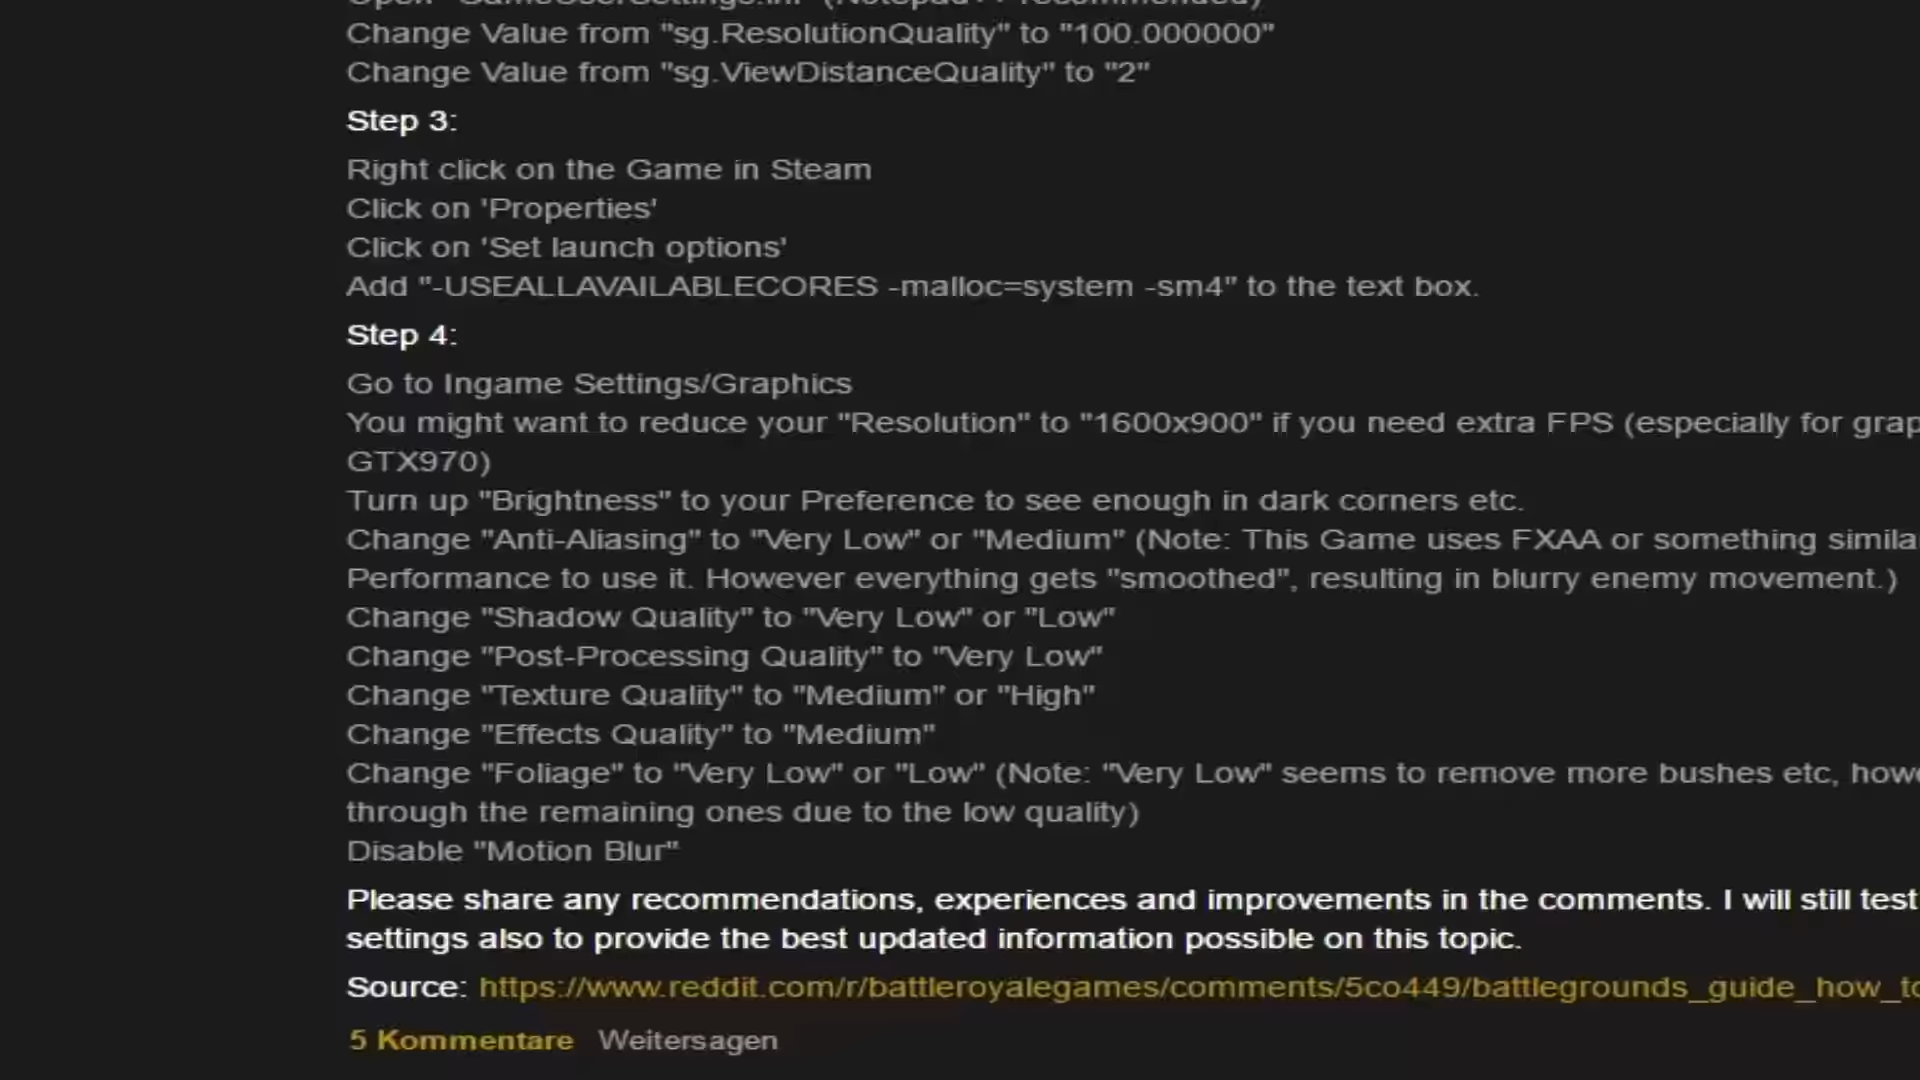 Open "GameUserSettings.ini" (Notepad++ recommended)
Change Value from "sg.ResolutionQuality" to "100.000000"
Change Value from "sg.ViewDistanceQuality" to "2"
Step 3:
Right click on the Game in Steam
Click on 'Properties'
Click on 'Set launch options'
Add "-USEALLAVAILABLECORES -malloc=system -sm4" to the text box.
Step 4:
Go to Ingame Settings/Graphics
You might want to reduce your "Resolution" to "1600x900" if you need extra FPS (especially for grap
GTX970)
Turn up "Brightness" to your Preference to see enough in dark corners etc.
Change "Anti-Aliasing" to "Very Low" or "Medium" (Note: This Game uses FXAA or something simila
Performance to use it. However everything gets "smoothed", resulting in blurry enemy movement.)
Change "Shadow Quality" to "Very Low" or "Low"
Change "Post-Processing Quality" to "Very Low"
Change "Texture Quality" to "Medium" or "High"
Change "Effects Quality" to "Medium"
Change "Foliage" to "Very Low" or "Low" (Note: "Very Low" seems to remove more bushes etc, howe
through the remaining ones due to the low quality)
Disable "Motion Blur"
Please share any recommendations, experiences and improvements in the comments. I will still test
settings also to provide the best updated information possible on this topic.
Source: https://www.reddit.com/r/battleroyalegames/comments/5co449/battlegrounds_guide_how_to
5 Kommentare Weitersagen